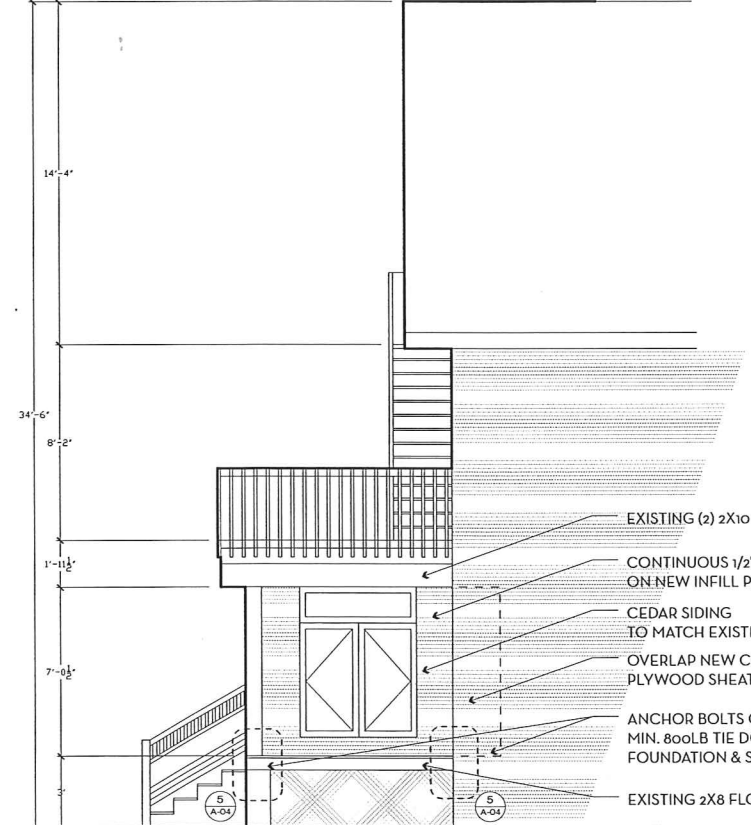 14'-4"
34'-6"
8'-2"
1'-11½"
7'-0½"
3'
EXISTING (2) 2X10
CONTINUOUS 1/2"
ON NEW INFILL P
CEDAR SIDING
TO MATCH EXISTI
OVERLAP NEW C
PLYWOOD SHEAT
ANCHOR BOLTS
MIN. 800LB TIE DO
FOUNDATION & S
EXISTING 2X8 FLO
5
A-04
5
A-04